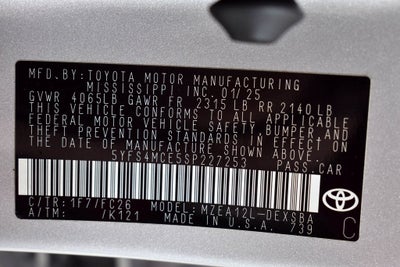 MFD.BY:TOYOTA MOTOR MANUFACTURING
MISSISSIPPI INC. 01/25
GVWR 4065LB GAWR FR 2315 LB RR 2140 LB
THIS VEHICLE CONFORMS TO ALL APPLICABLE
FEDERAL MOTOR VEHICLE SAFETY, BUMPER, AND
THEFT PREVENTION STANDARDS IN EFFECT ON
THE DATE OF MANUFACTURE SHOWN ABOVE.
5YFS4MCE5SP227253 PASS.CAR
C/TR: 1F7/FC26 MODEL: MZEA12L-DEXSBA
A/TM: /K121 MADE IN U.S.A. 739
TOYOTA
C